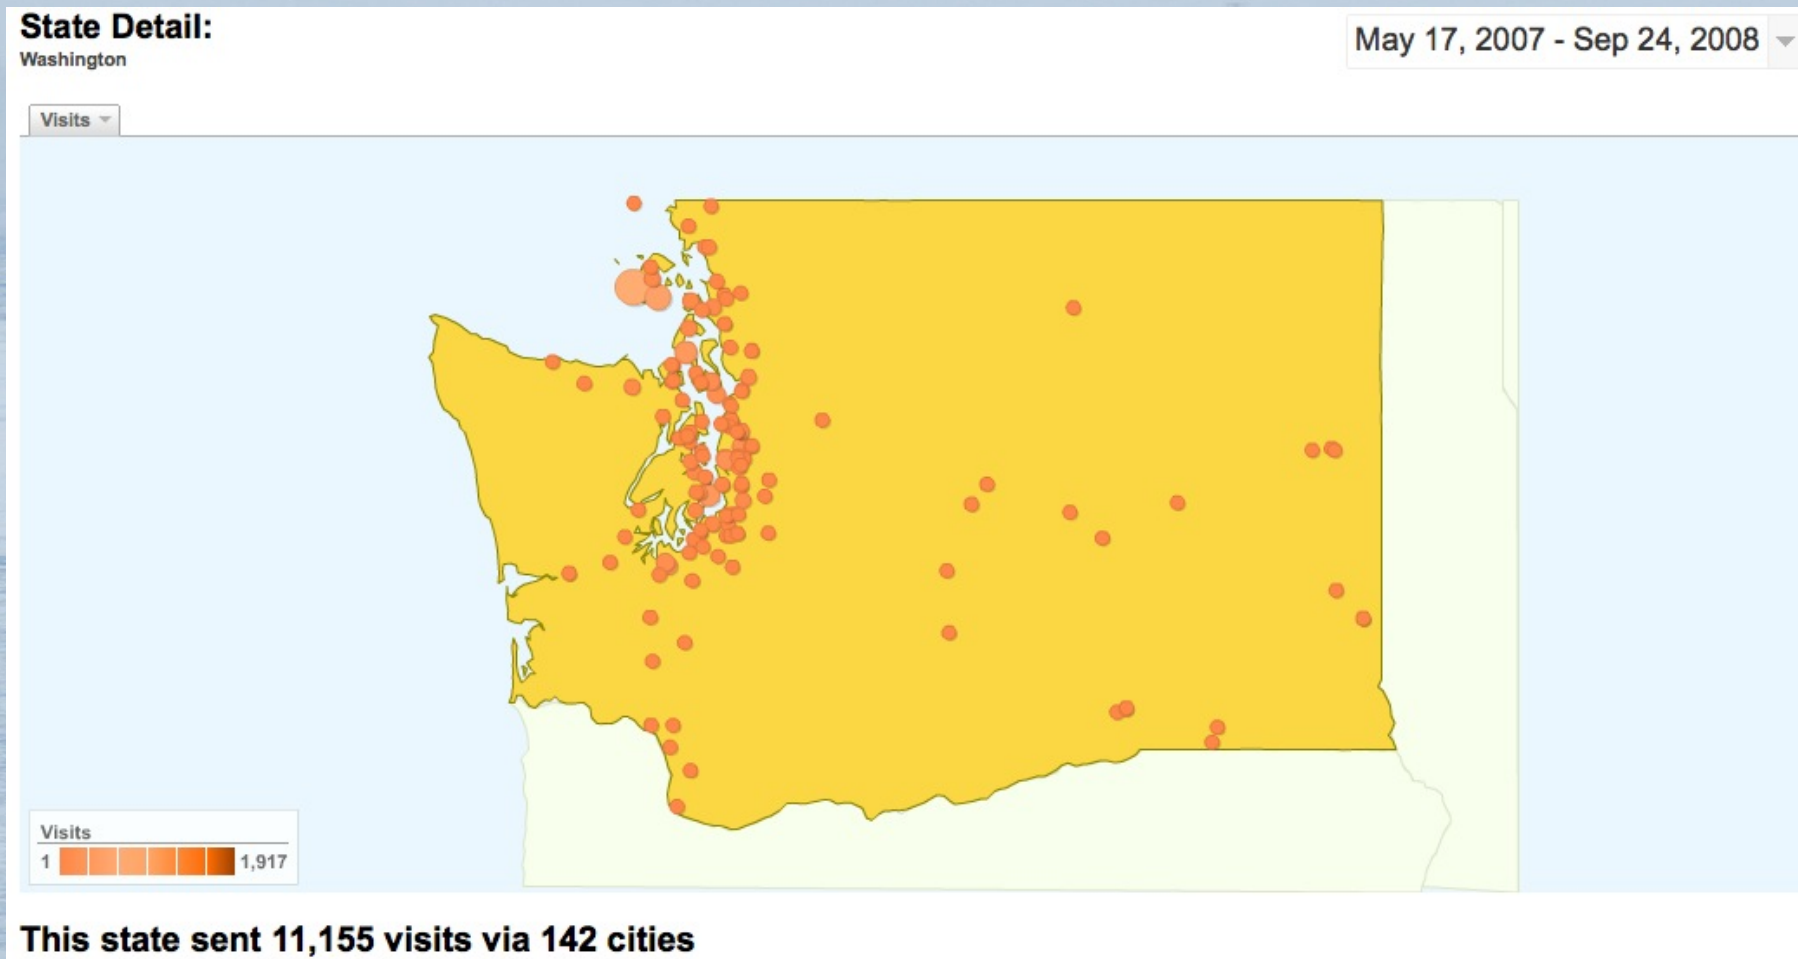 State Detail:
Washington
May 17, 2007 - Sep 24, 2008
Visits
Visits
1 1,917
This state sent 11,155 visits via 142 cities